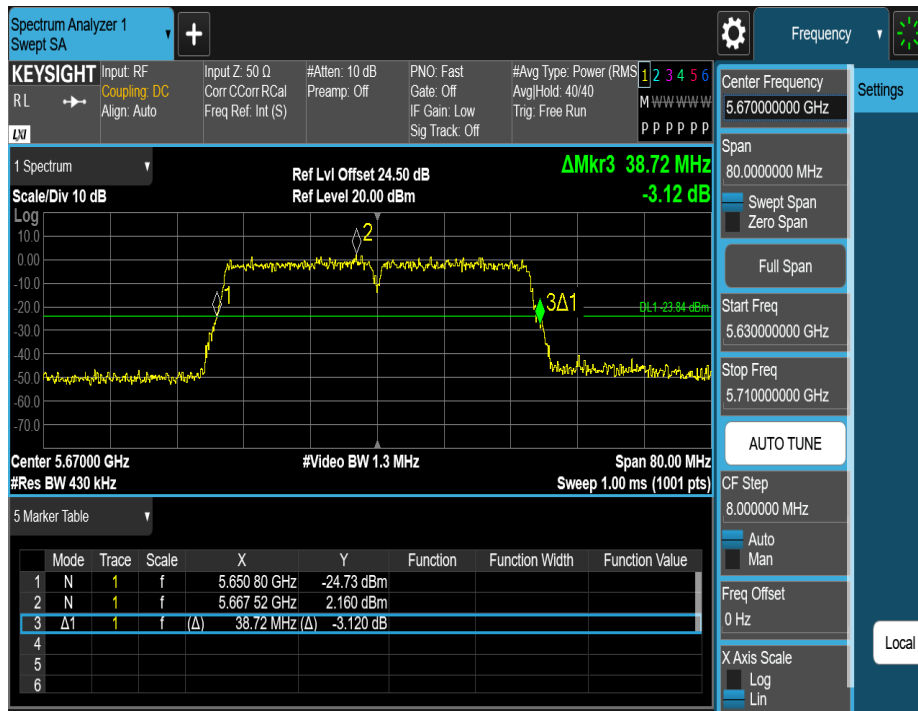 Spectrum Analyzer 1
Swept SA
+
Frequency
KEYSIGHT
RL
LXI
Input: RF
Coupling: DC
Align: Auto
Input Z: 50 Ω
Corr CCorr RCal
Freq Ref: Int (S)
#Atten: 10 dB
Preamp: Off
PNO: Fast
Gate: Off
IF Gain: Low
Sig Track: Off
#Avg Type: Power (RMS
Avg|Hold: 40/40
Trig: Free Run
1 2 3 4 5 6
M W W W W W
P P P P P P
1 Spectrum
Scale/Div 10 dB
Ref Lvl Offset 24.50 dB
Ref Level 20.00 dBm
ΔMkr3 38.72 MHz
-3.12 dB
Log
10.0
0.00
-10.0
-20.0
-30.0
-40.0
-50.0
-60.0
-70.0
1
2
3Δ1
DL1 -23.84 dBm
Center 5.67000 GHz
#Res BW 430 kHz
#Video BW 1.3 MHz
Span 80.00 MHz
Sweep 1.00 ms (1001 pts)
5 Marker Table
Mode Trace Scale X Y Function Function Width Function Value
1 N 1 f 5.650 80 GHz -24.73 dBm
2 N 1 f 5.667 52 GHz 2.160 dBm
3 Δ1 1 f (Δ) 38.72 MHz (Δ) -3.120 dB
4
5
6
Center Frequency
5.670000000 GHz
Settings
Span
80.0000000 MHz
Swept Span
Zero Span
Full Span
Start Freq
5.630000000 GHz
Stop Freq
5.710000000 GHz
AUTO TUNE
CF Step
8.000000 MHz
Auto
Man
Freq Offset
0 Hz
Local
X Axis Scale
Log
Lin